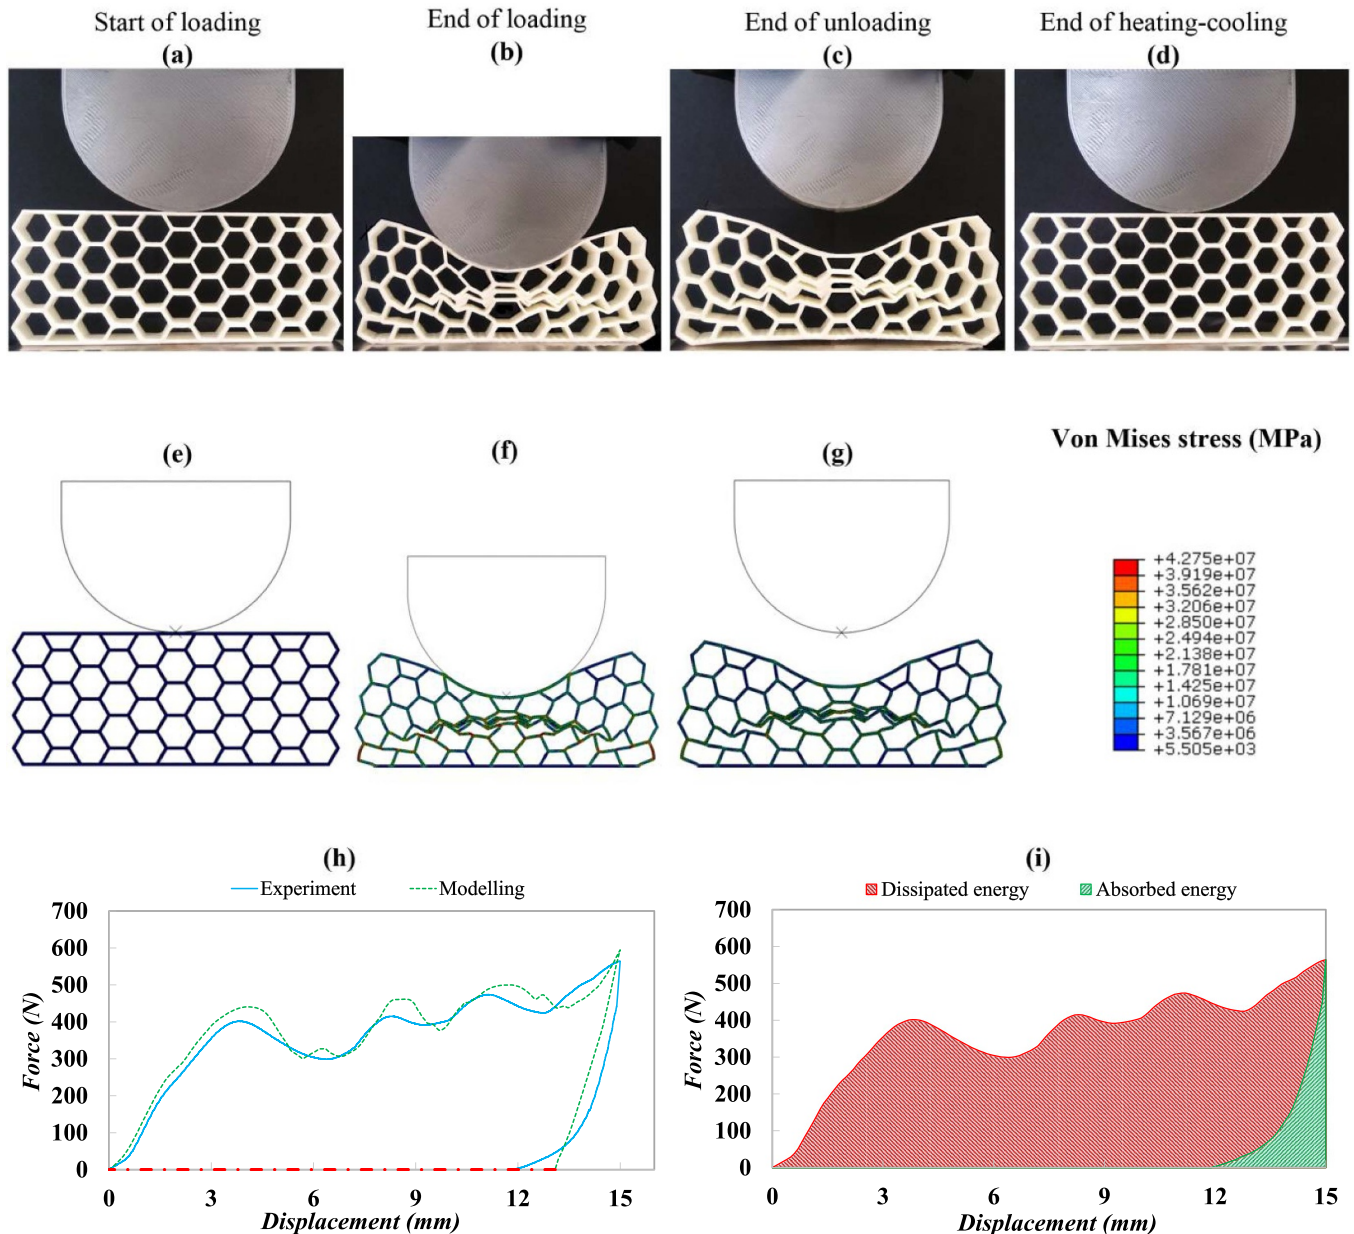 Start of loading
End of loading
End of unloading
End of heating-cooling
(a)
(b)
(c)
(d)
(e)
(f)
(g)
Von Mises stress (MPa)
+4.275e+07
+3.919e+07
+3.562e+07
+3.206e+07
+2.850e+07
+2.494e+07
+2.138e+07
+1.781e+07
+1.425e+07
+1.069e+07
+7.129e+06
+3.567e+06
+5.505e+03
(h)
Experiment
Modelling
700
600
500
400
300
200
100
0
Force (N)
0 3 6 9 12 15
Displacement (mm)
(i)
Dissipated energy
Absorbed energy
700
600
500
400
300
200
100
0
Force (N)
0 3 6 9 12 15
Displacement (mm)